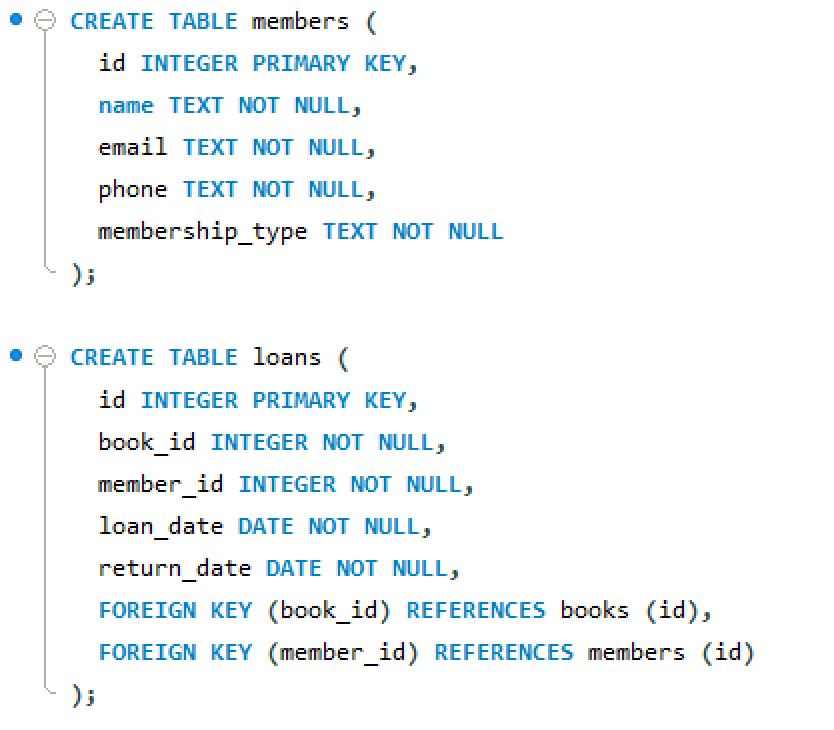 CREATE TABLE members (
id INTEGER PRIMARY KEY,
name TEXT NOT NULL,
email TEXT NOT NULL,
phone TEXT NOT NULL,
membership_type TEXT NOT NULL
);
CREATE TABLE loans (
id INTEGER PRIMARY KEY,
book_id INTEGER NOT NULL,
member_id INTEGER NOT NULL,
loan_date DATE NOT NULL,
return_date DATE NOT NULL,
FOREIGN KEY (book_id) REFERENCES books (id),
FOREIGN KEY (member_id) REFERENCES members (id)
);